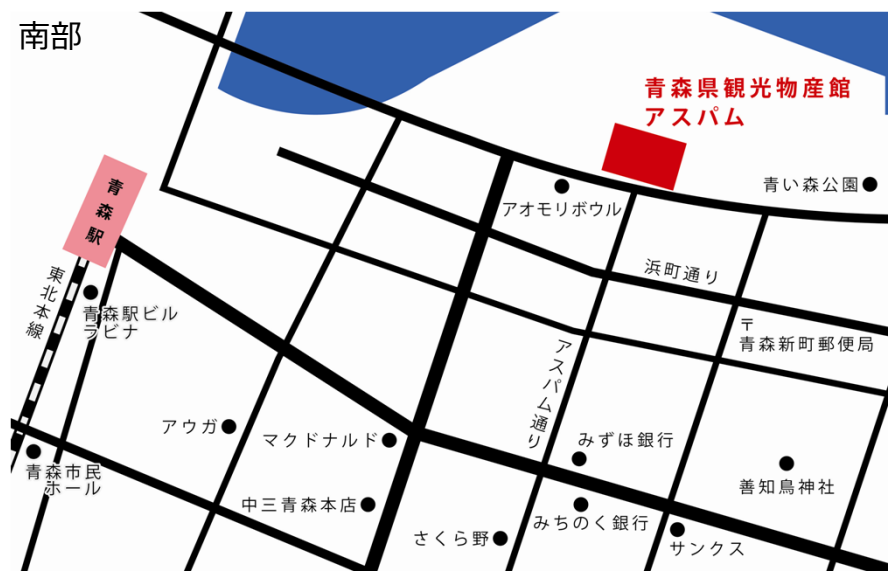 南部
青森県観光物産館
アスパム
青い森公園
アオモリボウル
青森駅
浜町通り
東北本線
青森駅ビル
ラビナ
〒
青森新町郵便局
アスパム通り
アウガ
マクドナルド
みずほ銀行
青森市民
ホール
善知鳥神社
中三青森本店
みちのく銀行
さくら野
サンクス